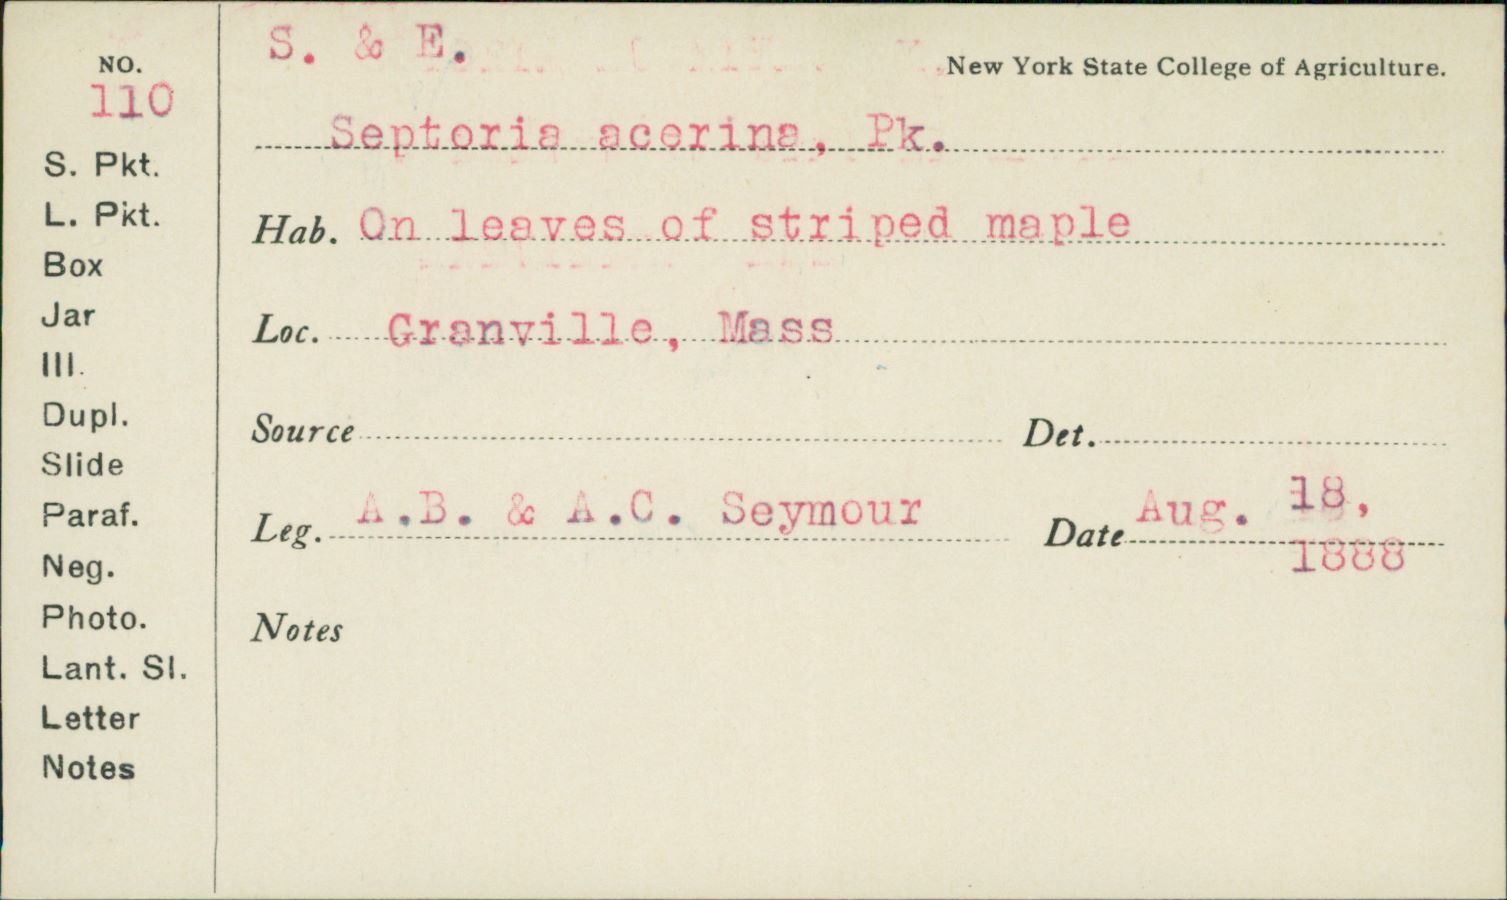 S. & E.
New York State College of Agriculture.
NO.
110
Septoria acerina, Pk.
S. Pkt.
L. Pkt.
Hab. On leaves of striped maple
Box
Jar
Loc. Granville, Mass
Ill.
Dupl.
Source Det.
Slide
Paraf.
Leg. A.B. & A.C. Seymour Date Aug. 18,
1888
Neg.
Photo.
Notes
Lant. Sl.
Letter
Notes